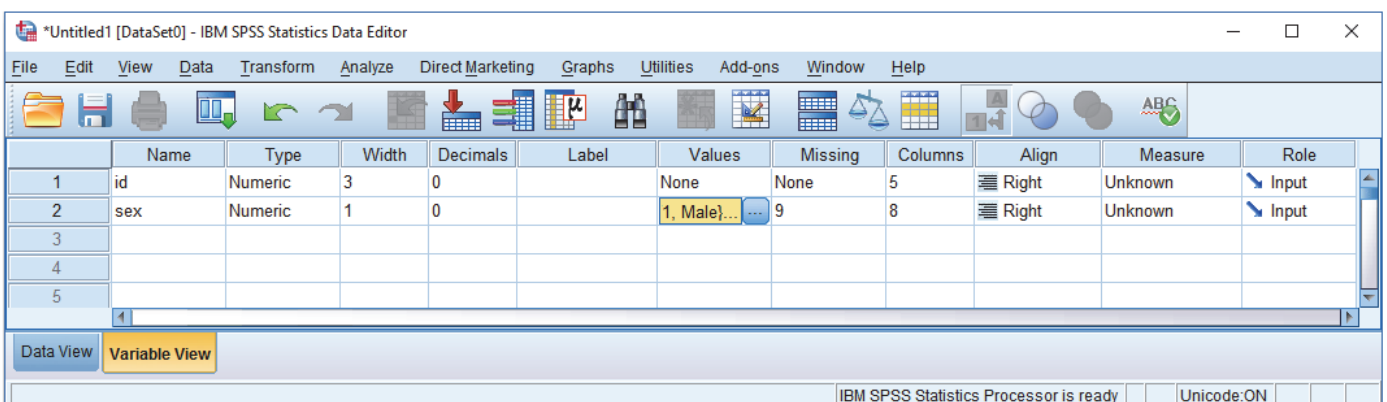 *Untitled1 [DataSet0] - IBM SPSS Statistics Data Editor
File Edit View Data Transform Analyze Direct Marketing Graphs Utilities Add-ons Window Help
A 14 μ ABC
Name Type Width Decimals Label Values Missing Columns Align Measure Role
1 id Numeric 3 0 None None 5 Right Unknown Input
2 sex Numeric 1 0 1, Male}... ... 9 8 Right Unknown Input
3
4
5
Data View Variable View
IBM SPSS Statistics Processor is ready Unicode:ON